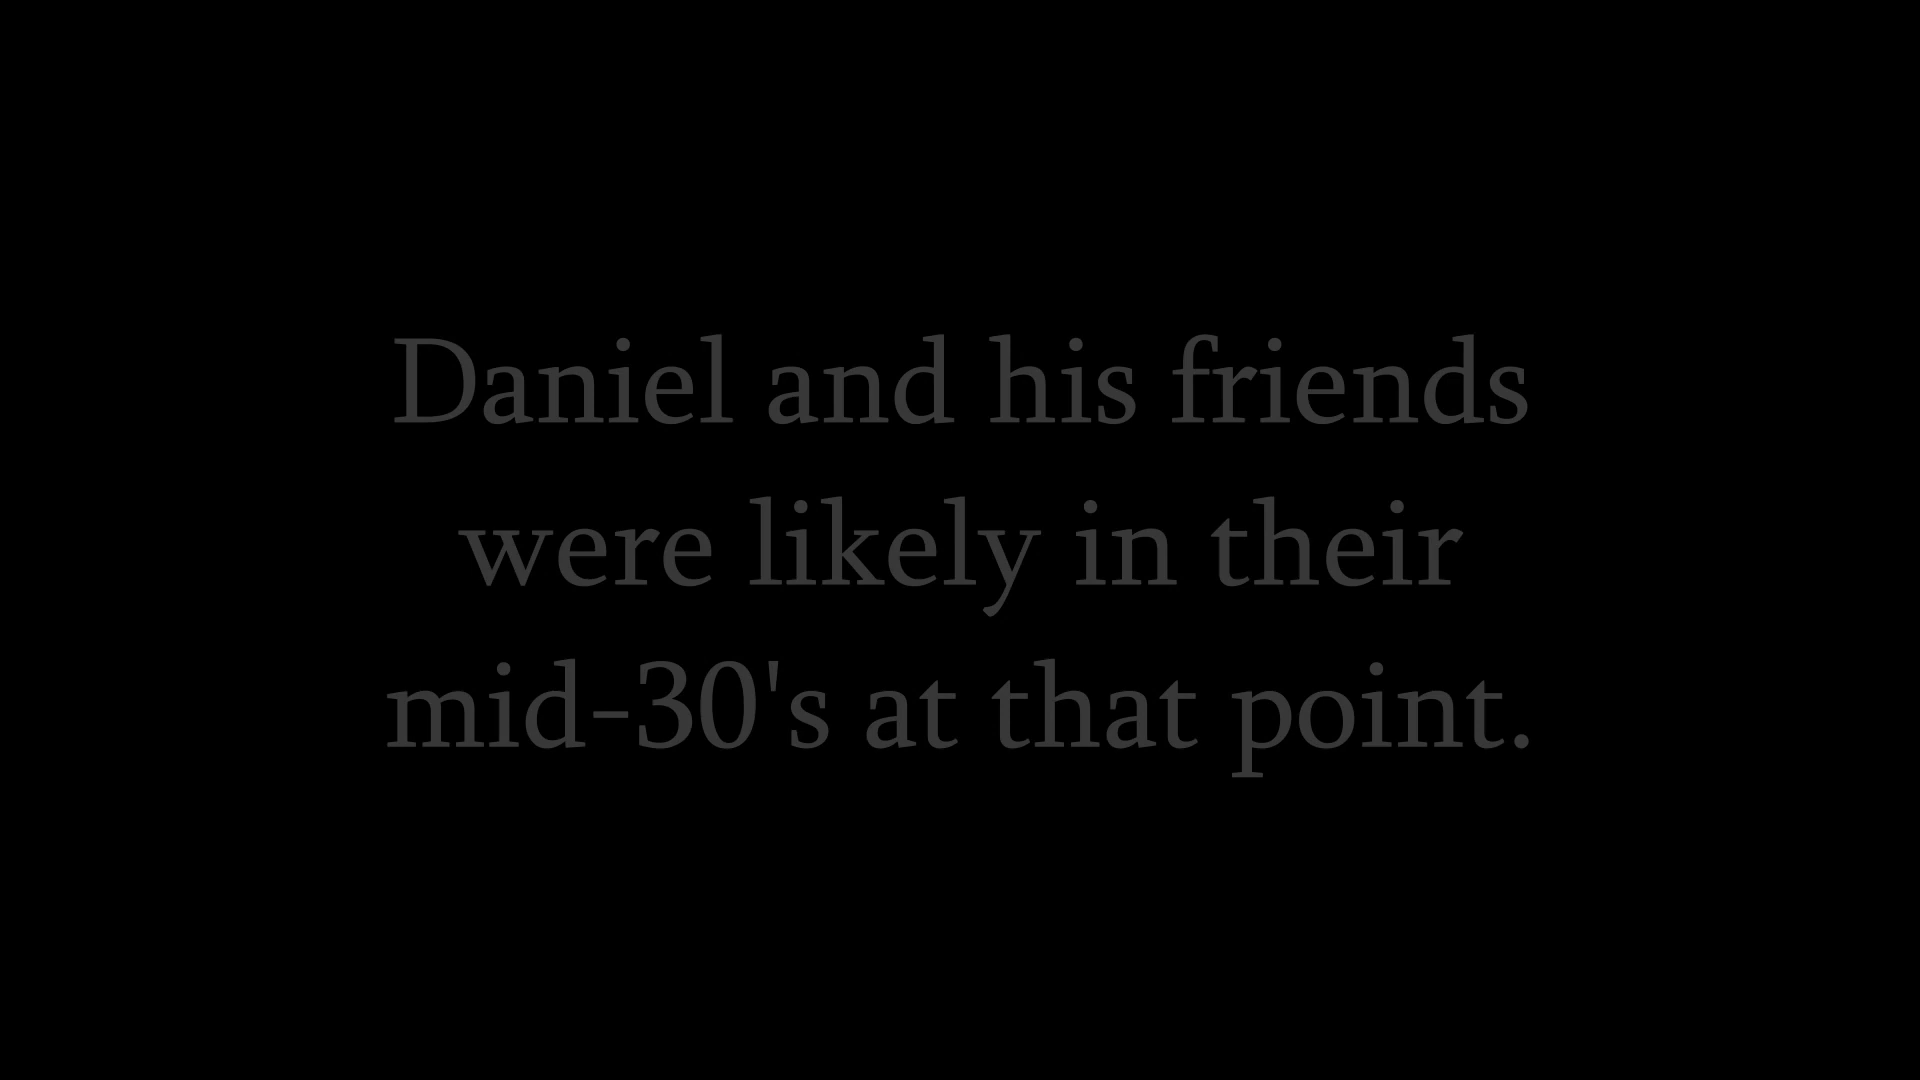 Daniel and his friends
were likely in their
mid-30's at that point.